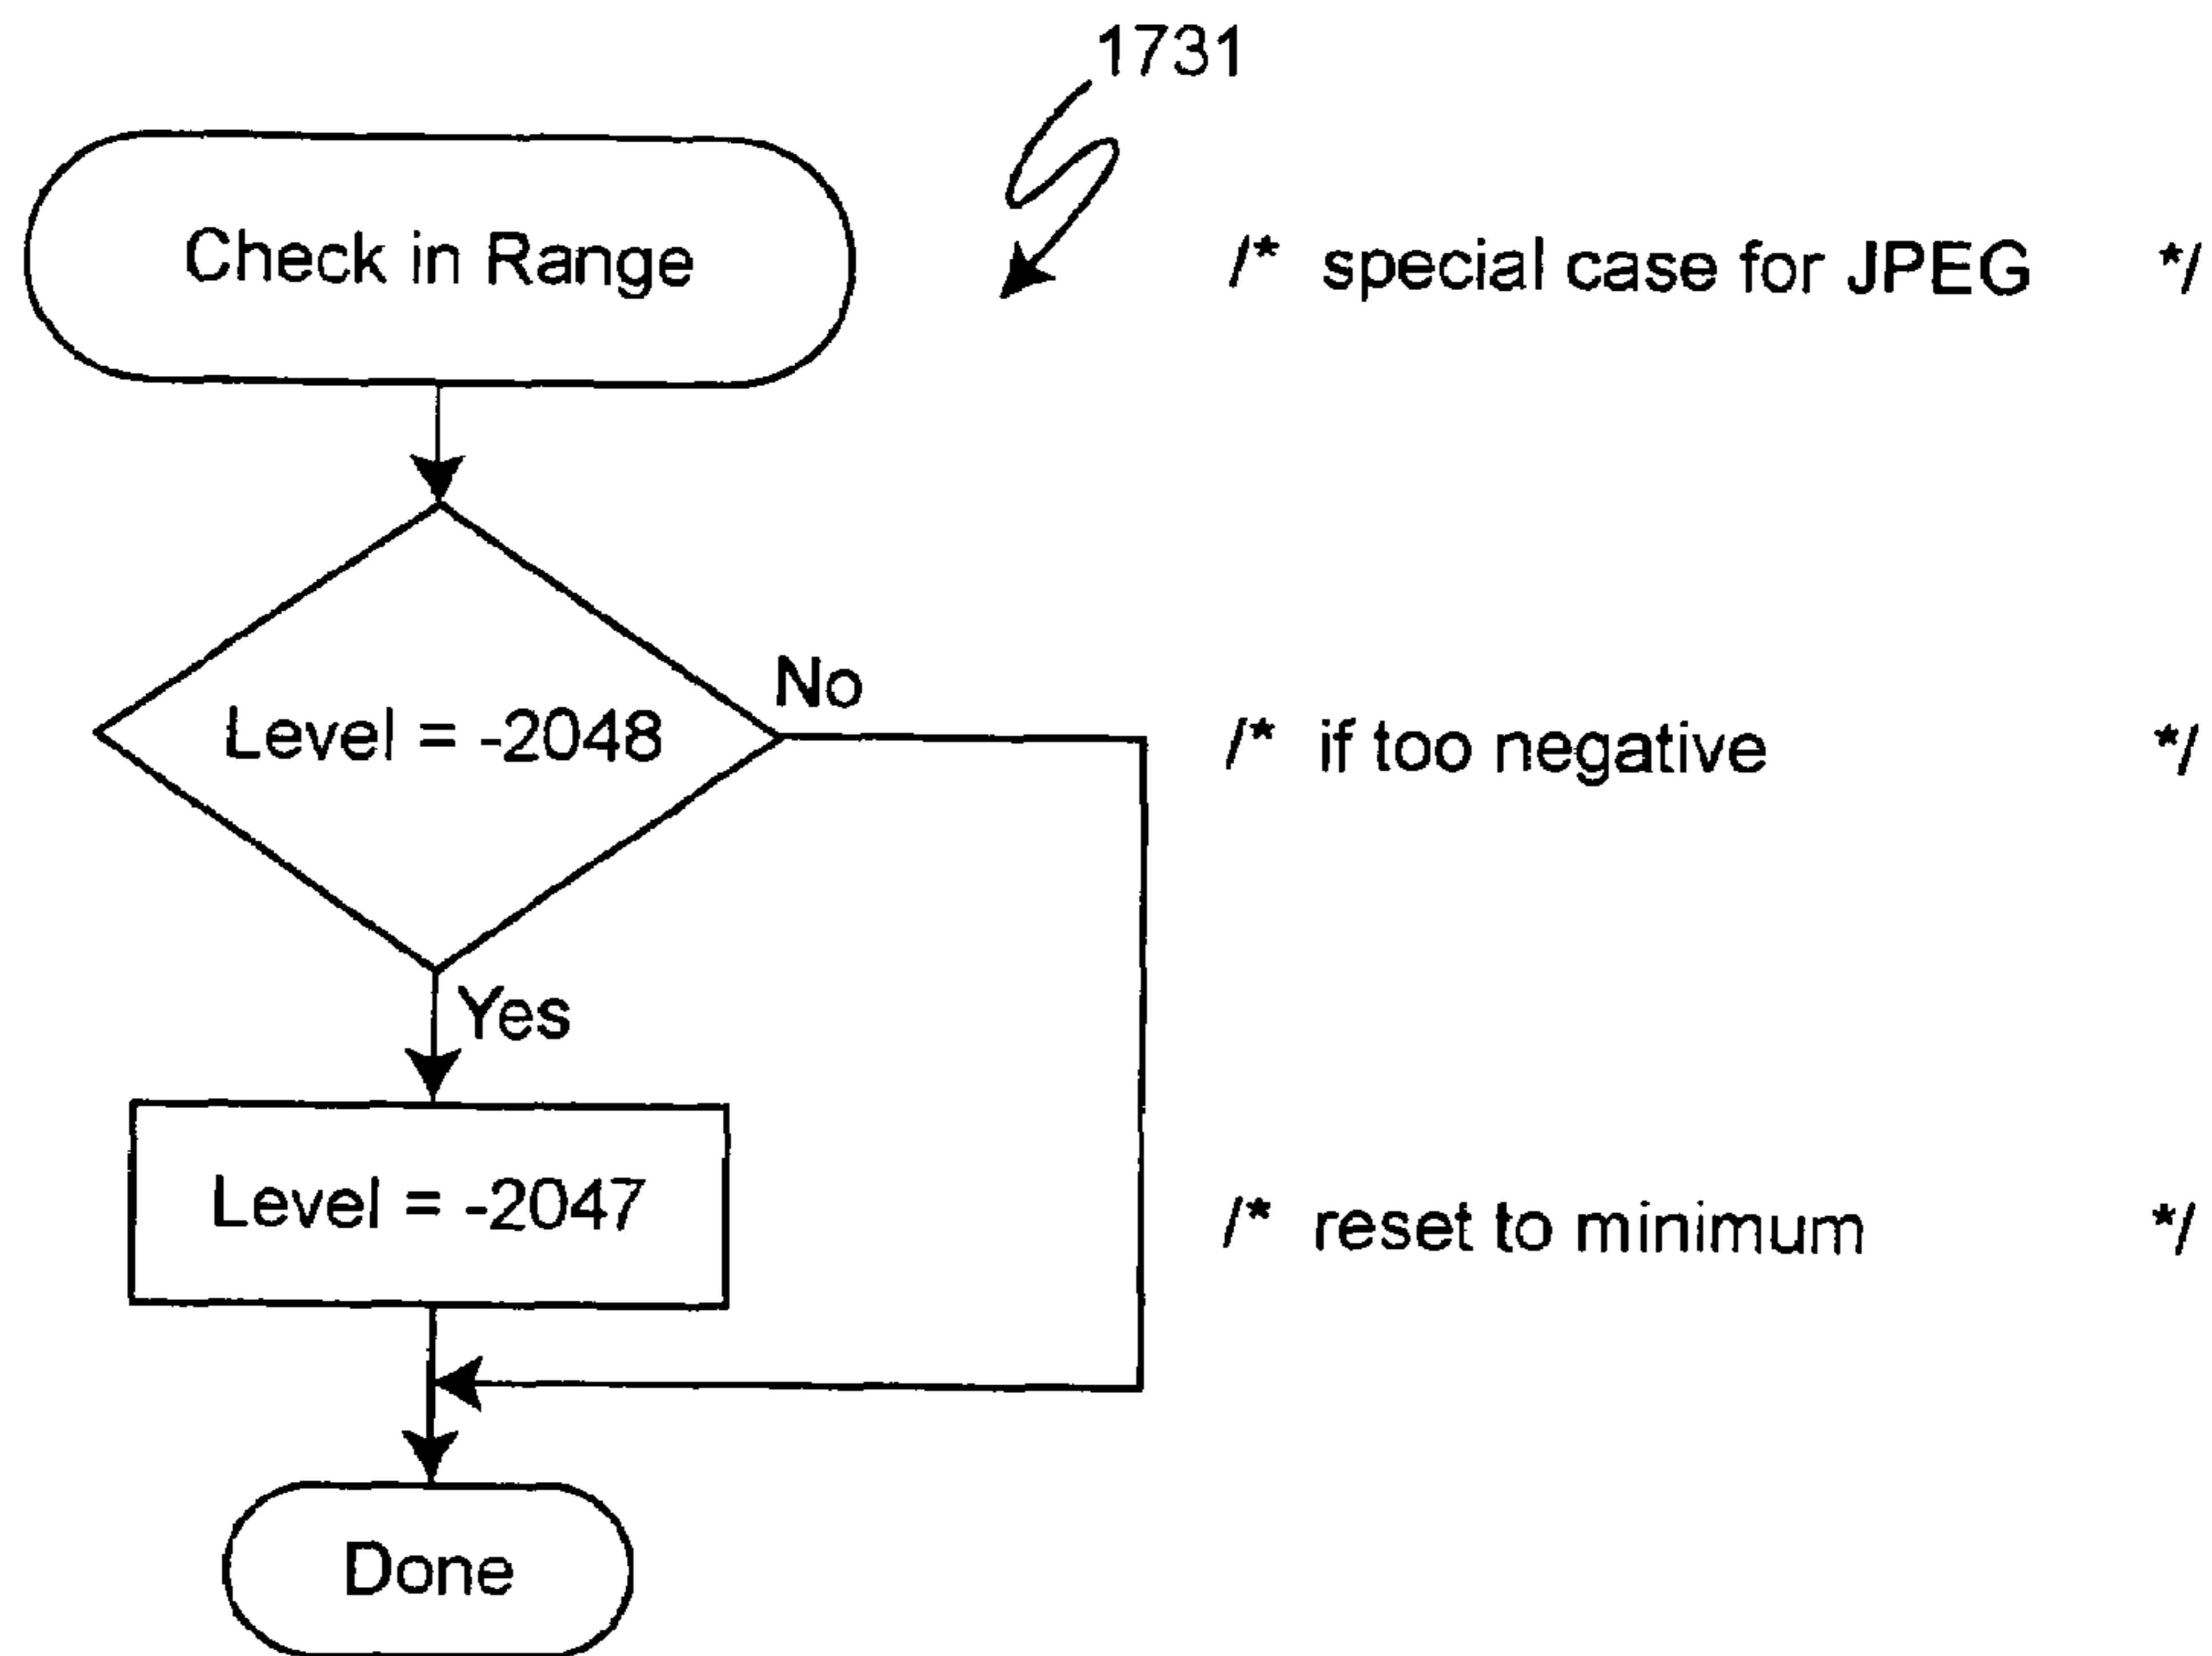 1731
Check in Range /* special case for JPEG */
No
Level = -2048 /* if too negative */
Yes
Level = -2047 /* reset to minimum */
Done